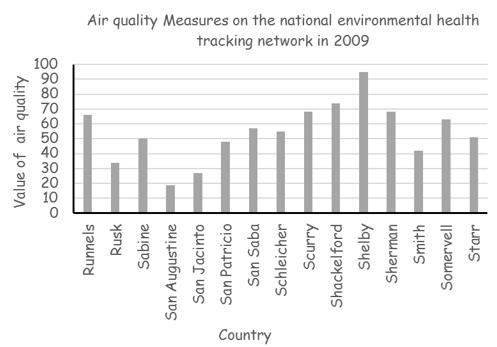 Air quality Measures on the national environmental health
tracking network in 2009
Value of air quality
100
90
80
70
60
50
40
30
20
10
0
Runnels
Rusk
Sabine
San Augustine
San Jacinto
San Patricio
San Saba
Schleicher
Scurry
Shackelford
Shelby
Sherman
Smith
Somervell
Starr
Country